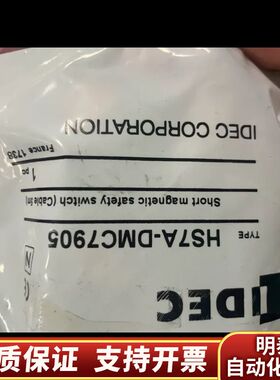 IDEC
TYPE
HS7A-DMC7905
Short magnetic safety switch (Cable
1 pc
France 1738
IDEC CORPORATION
质保证 支持开票
明泰
自动化